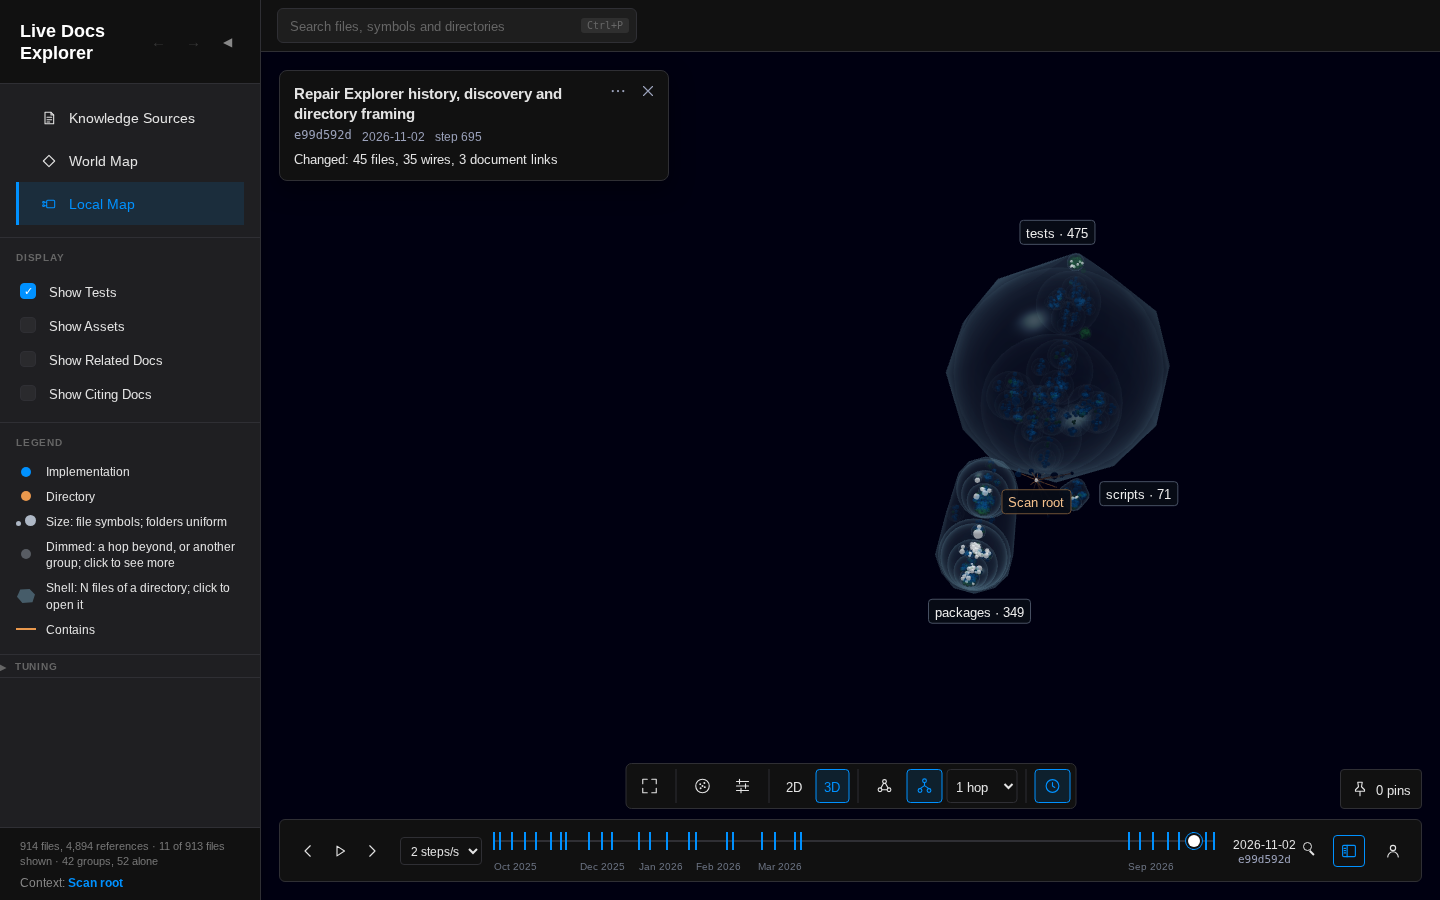 Live Docs
Explorer
Search files, symbols and directories
Ctrl+P
Knowledge Sources
World Map
Local Map
DISPLAY
Show Tests
Show Assets
Show Related Docs
Show Citing Docs
LEGEND
Implementation
Directory
Size: file symbols; folders uniform
Dimmed: a hop beyond, or another
group; click to see more
Shell: N files of a directory; click to
open it
Contains
TUNING
914 files, 4,894 references · 11 of 913 files
shown · 42 groups, 52 alone
Context: Scan root
Repair Explorer history, discovery and
directory framing
e99d592d 2026-11-02 step 695
Changed: 45 files, 35 wires, 3 document links
tests · 475
Scan root
scripts · 71
packages · 349
2D
3D
1 hop
0 pins
2 steps/s
Oct 2025
Dec 2025
Jan 2026
Feb 2026
Mar 2026
Sep 2026
2026-11-02
e99d592d